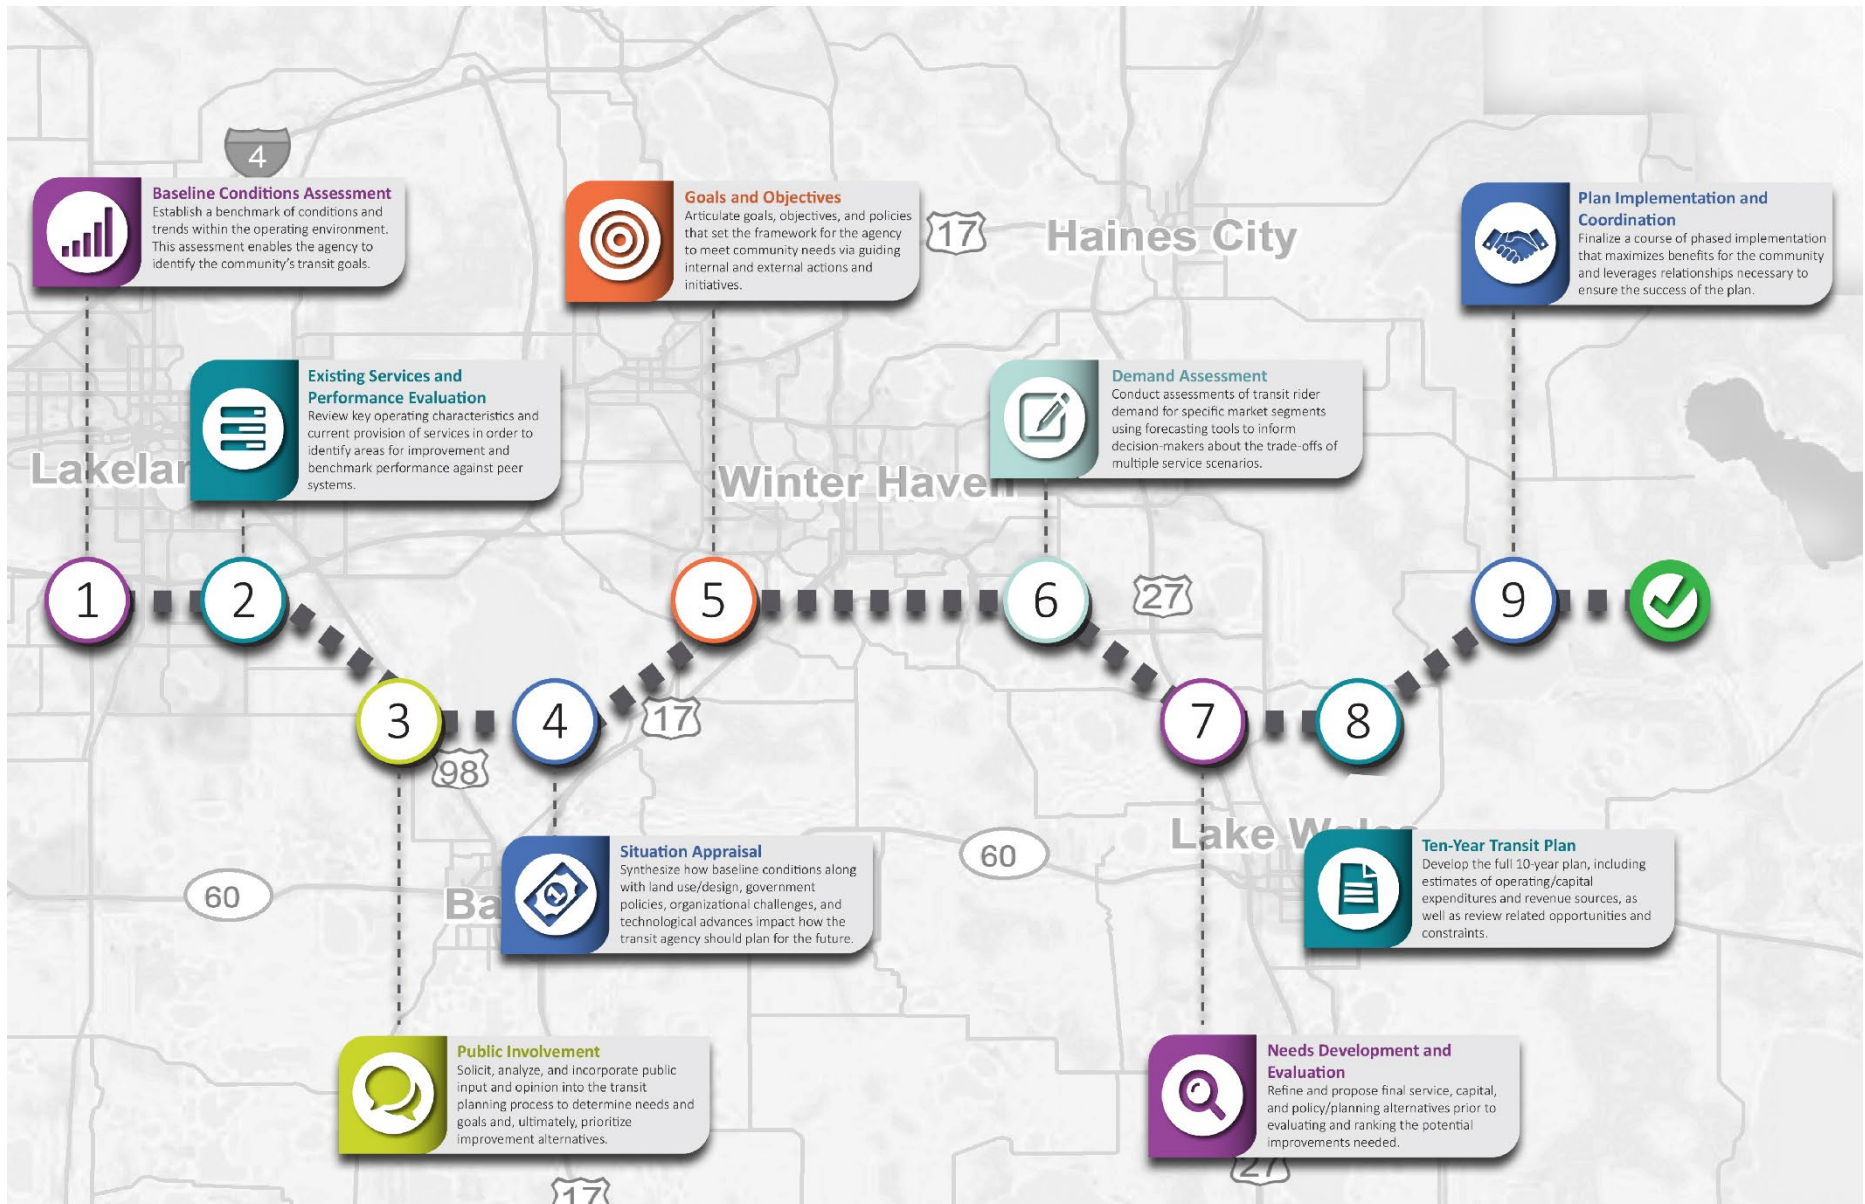 4
Baseline Conditions Assessment
Establish a benchmark of conditions and
trends within the operating environment.
This assessment enables the agency to
identify the community's transit goals.
Goals and Objectives
Articulate goals, objectives, and policies
that set the framework for the agency
to meet community needs via guiding
internal and external actions and
initiatives.
17
Haines City
Plan Implementation and
Coordination
Finalize a course of phased implementation
that maximizes benefits for the community
and leverages relationships necessary to
ensure the success of the plan.
Existing Services and
Performance Evaluation
Review key operating characteristics and
current provision of services in order to
identify areas for improvement and
benchmark performance against peer
systems.
Demand Assessment
Conduct assessments of transit rider
demand for specific market segments
using forecasting tools to inform
decision-makers about the trade-offs of
multiple service scenarios.
Winter Haven
1
2
5
6
27
9
3
4
17
7
8
98
Situation Appraisal
Synthesize how baseline conditions along
with land use/design, government
policies, organizational challenges, and
technological advances impact how the
transit agency should plan for the future.
1
60
60
Lake Wales
Ten-Year Transit Plan
Develop the full 10-year plan, including
estimates of operating/capital
expenditures and revenue sources, as
well as review related opportunities and
constraints.
Public Involvement
Solicit, analyze, and incorporate public
input and opinion into the transit
planning process to determine needs and
goals and, ultimately, prioritize
improvement alternatives.
Needs Development and
Evaluation
Refine and propose final service, capital,
and policy/planning alternatives prior to
evaluating and ranking the potential
improvements needed.
27
17